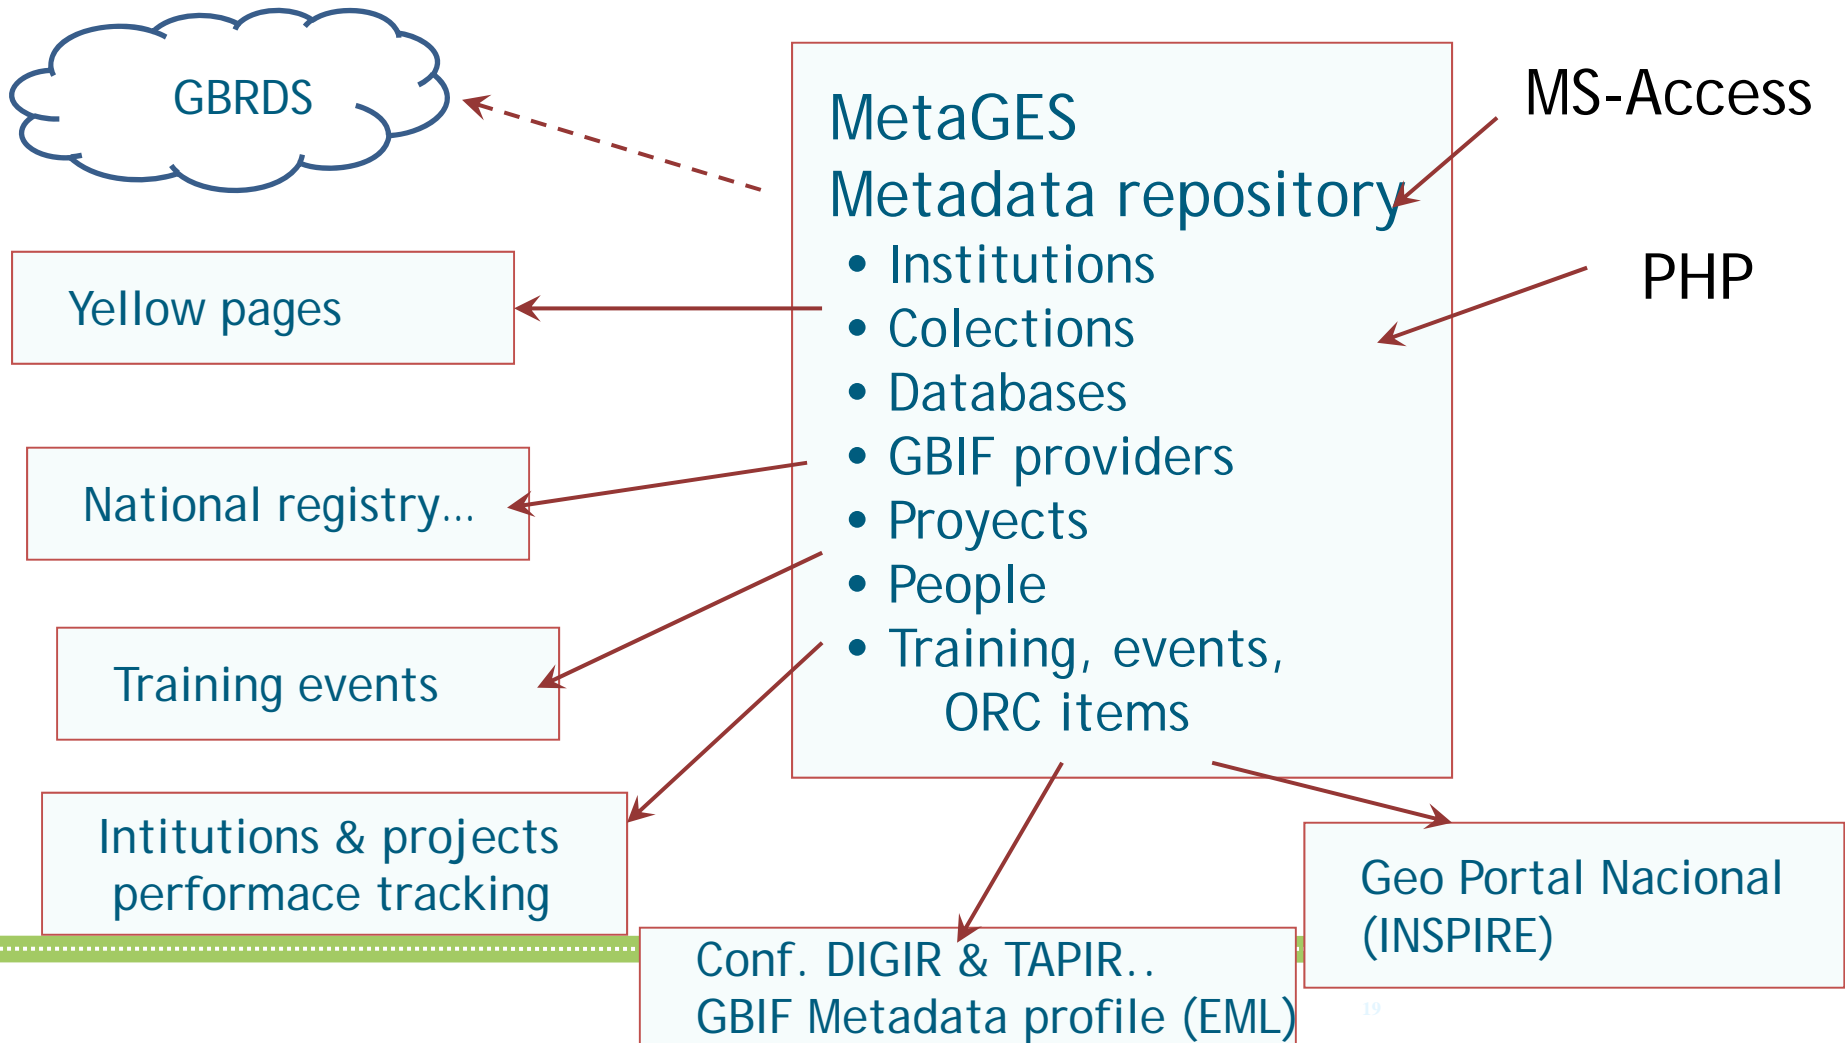 GBRDS
MetaGES
Metadata repository
• Institutions
• Colections
• Databases
• GBIF providers
• Proyects
• People
• Training, events,
ORC items
MS-Access
PHP
Yellow pages
National registry...
Training events
Intitutions & projects
performace tracking
Conf. DIGIR & TAPIR..
GBIF Metadata profile (EML)
Geo Portal Nacional
(INSPIRE)
19